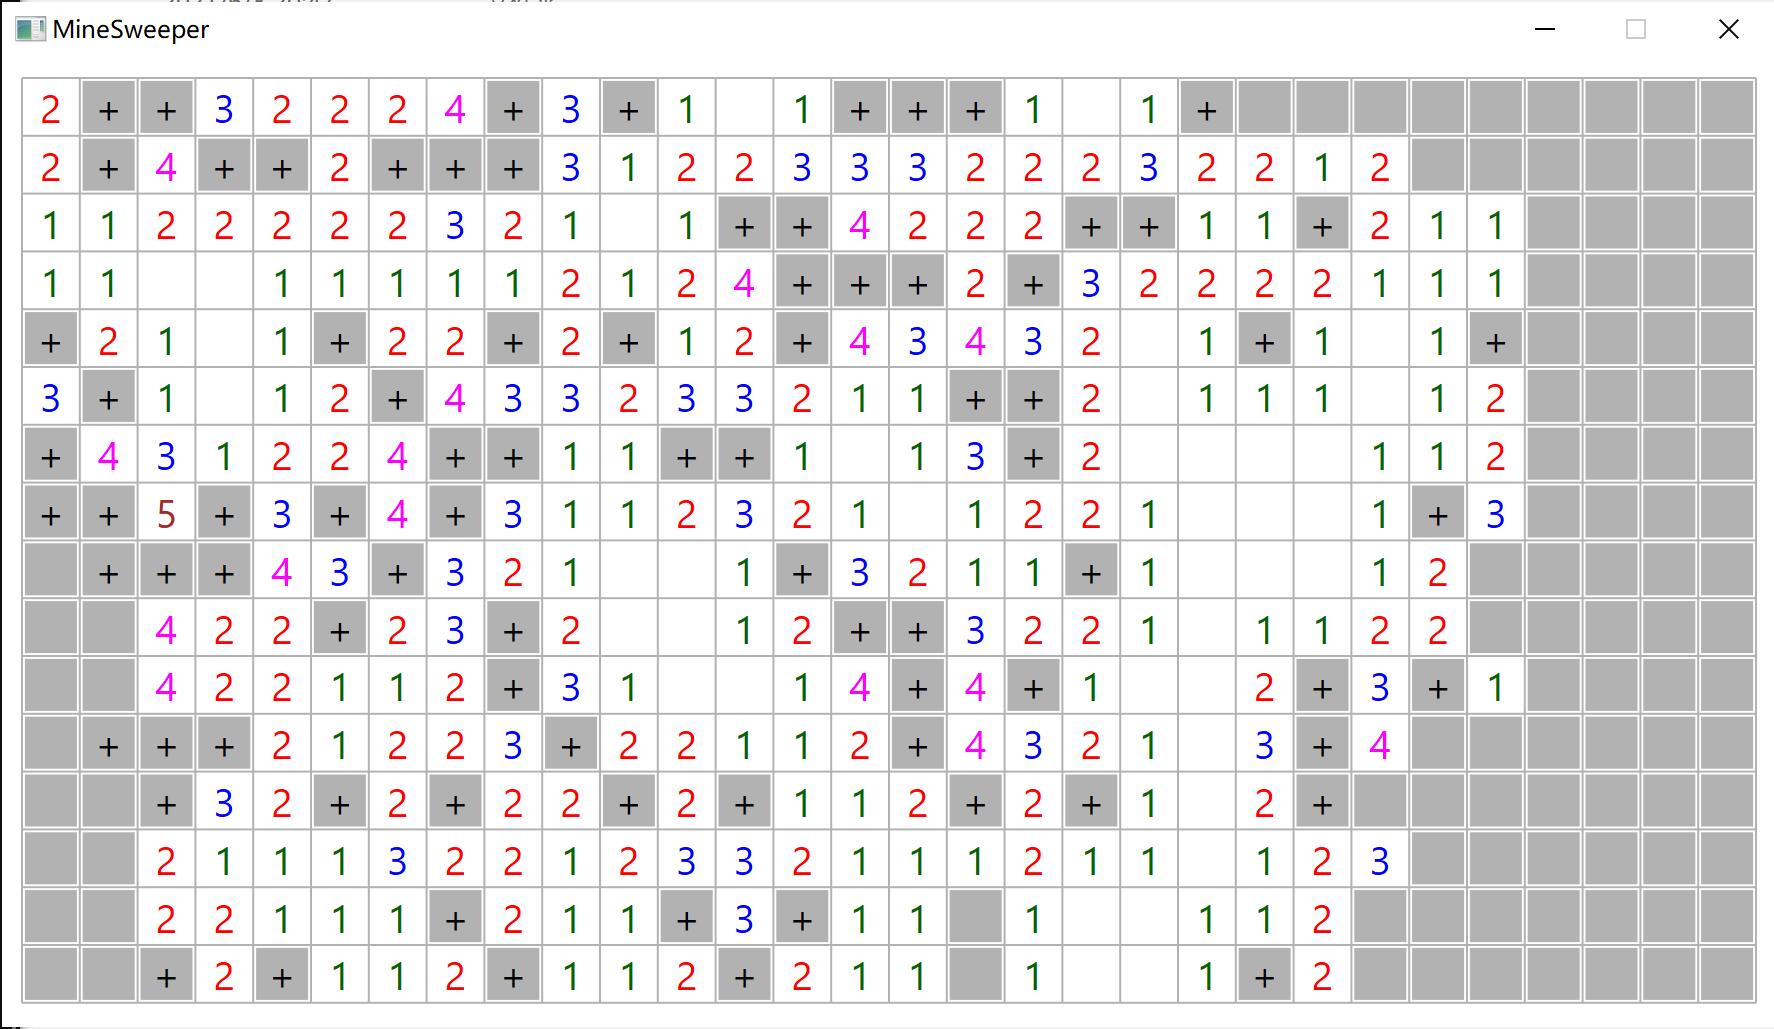 MineSweeper
2 + + 3 2 2 2 4 + 3 + 1 1 + + + 1 1 +
2 + 4 + + 2 + + + 3 1 2 2 3 3 3 2 2 2 3 2 2 1 2
1 1 2 2 2 2 2 3 2 1 1 + + 4 2 2 2 + + 1 1 + 2 1 1
1 1 1 1 1 1 1 2 1 2 4 + + + 2 + 3 2 2 2 2 1 1 1
+ 2 1 1 + 2 2 + 2 + 1 2 + 4 3 4 3 2 1 + 1 1 +
3 + 1 1 2 + 4 3 3 2 3 3 2 1 1 + + 2 1 1 1 1 2
+ 4 3 1 2 2 4 + + 1 1 + + 1 1 3 + 2 1 1 2
+ + 5 + 3 + 4 + 3 1 1 2 3 2 1 1 2 2 1 1 + 3
+ + + 4 3 + 3 2 1 1 + 3 2 1 1 + 1 1 2
4 2 2 + 2 3 + 2 1 2 + + 3 2 2 1 1 1 2 2
4 2 2 1 1 2 + 3 1 1 4 + 4 + 1 2 + 3 + 1
+ + + 2 1 2 2 3 + 2 2 1 1 2 + 4 3 2 1 3 + 4
+ 3 2 + 2 + 2 2 + 2 + 1 1 2 + 2 + 1 2 +
2 1 1 1 3 2 2 1 2 3 3 2 1 1 1 2 1 1 1 2 3
2 2 1 1 1 + 2 1 1 + 3 + 1 1 1 1 1 2
+ 2 + 1 1 2 + 1 1 2 + 2 1 1 1 1 + 2